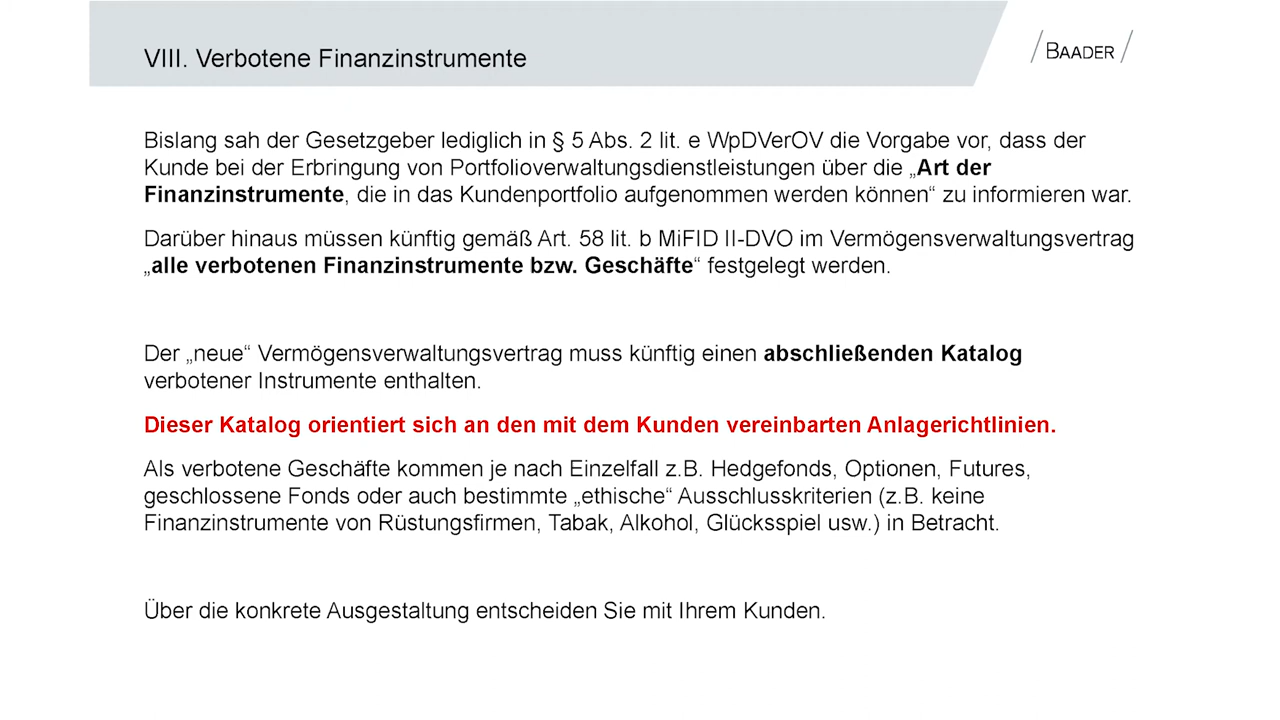 VIII. Verbotene Finanzinstrumente
BAADER
Bislang sah der Gesetzgeber lediglich in § 5 Abs. 2 lit. e WpDVerOV die Vorgabe vor, dass der
Kunde bei der Erbringung von Portfolioverwaltungsdienstleistungen über die „Art der
Finanzinstrumente, die in das Kundenportfolio aufgenommen werden können“ zu informieren war.
Darüber hinaus müssen künftig gemäß Art. 58 lit. b MiFID II-DVO im Vermögensverwaltungsvertrag
„alle verbotenen Finanzinstrumente bzw. Geschäfte“ festgelegt werden.
Der „neue“ Vermögensverwaltungsvertrag muss künftig einen abschließenden Katalog
verbotener Instrumente enthalten.
Dieser Katalog orientiert sich an den mit dem Kunden vereinbarten Anlagerichtlinien.
Als verbotene Geschäfte kommen je nach Einzelfall z.B. Hedgefonds, Optionen, Futures,
geschlossene Fonds oder auch bestimmte „ethische“ Ausschlusskriterien (z.B. keine
Finanzinstrumente von Rüstungsfirmen, Tabak, Alkohol, Glücksspiel usw.) in Betracht.
Über die konkrete Ausgestaltung entscheiden Sie mit Ihrem Kunden.